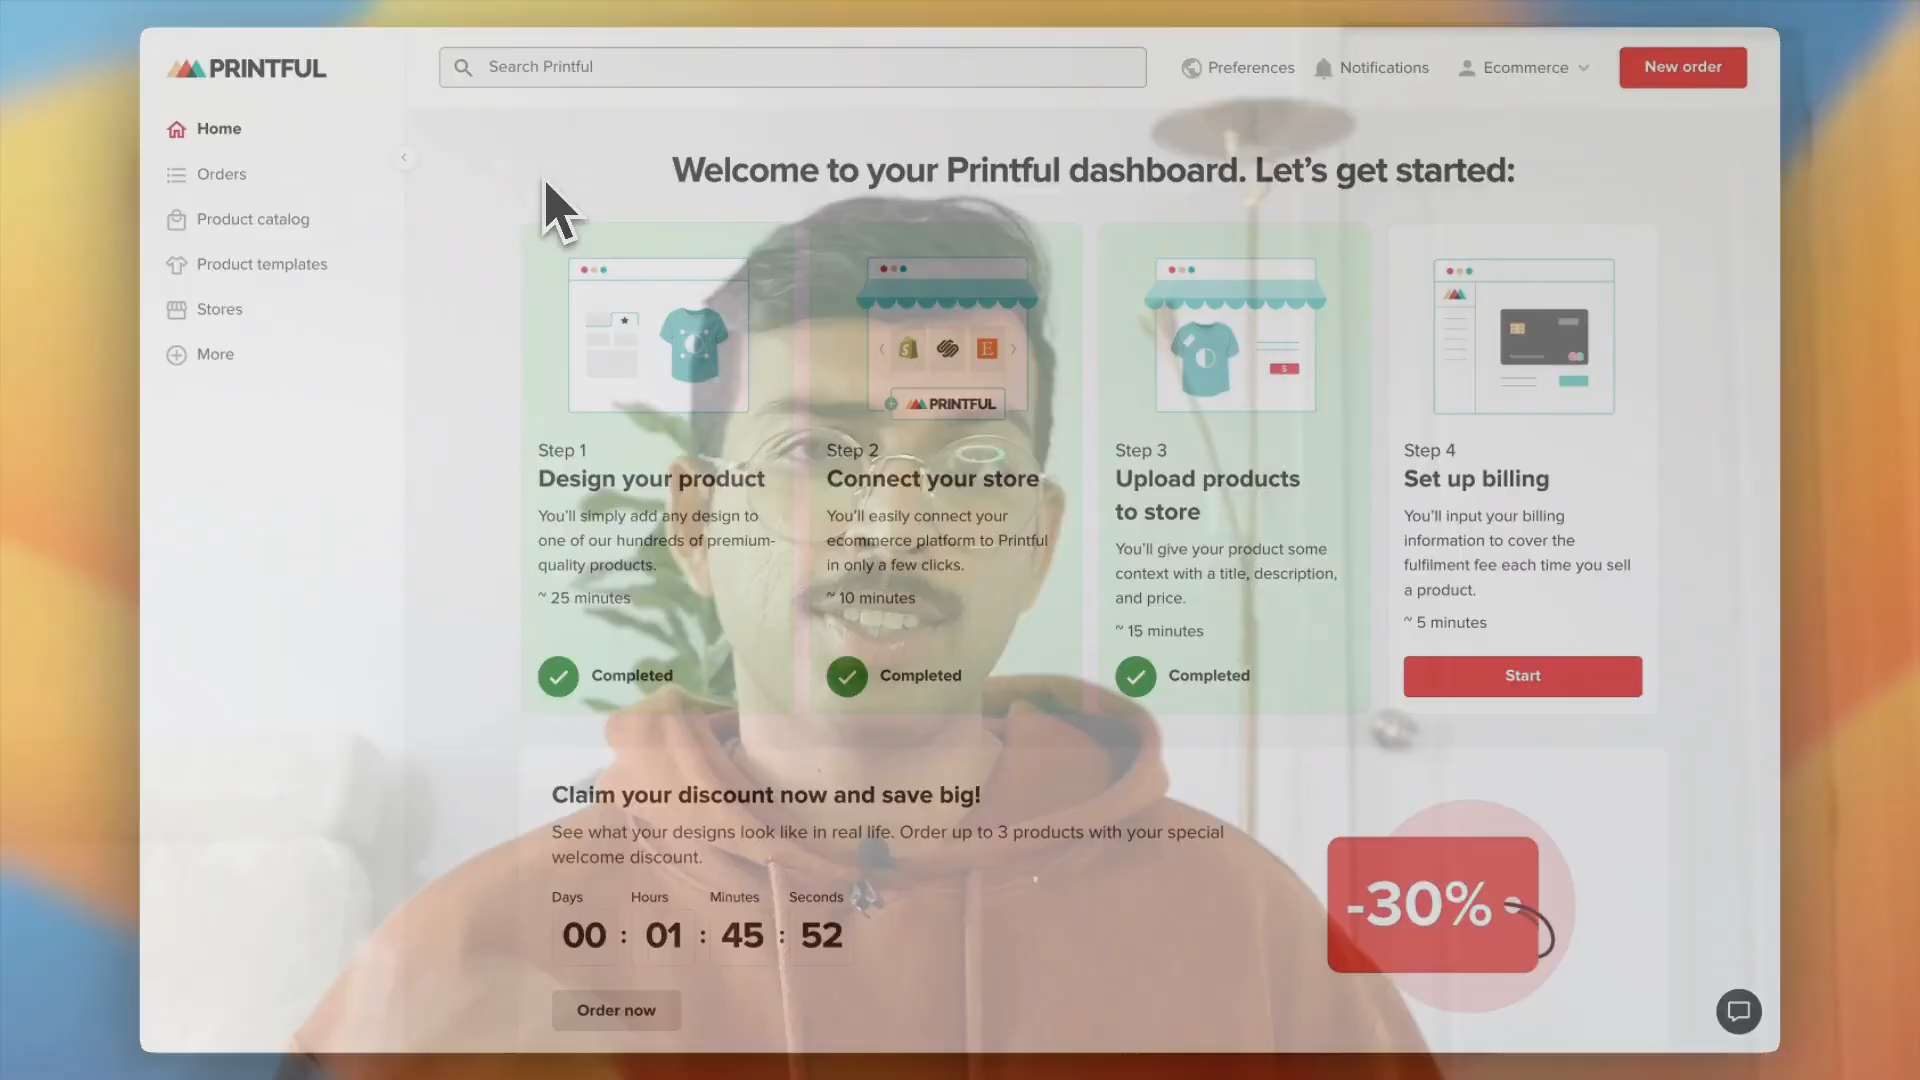 PRINTFUL
Search Printful
Preferences
Notifications
Ecommerce
New order
Home
Orders
Product catalog
Product templates
Stores
More
Welcome to your Printful dashboard. Let's get started:
PRINTFUL
Step 1
Design your product
You'll simply add any design to
one of our hundreds of premium-
quality products.
~ 25 minutes
Completed
Step 2
Connect your store
You'll easily connect your
ecommerce platform to Printful
in only a few clicks.
~ 10 minutes
Completed
Step 3
Upload products
to store
You'll give your product some
context with a title, description,
and price.
~ 15 minutes
Completed
Step 4
Set up billing
You'll input your billing
information to cover the
fulfilment fee each time you sell
a product.
~ 5 minutes
Start
Claim your discount now and save big!
See what your designs look like in real life. Order up to 3 products with your special
welcome discount.
Days Hours Minutes Seconds
00 : 01 : 45 : 52
Order now
-30%